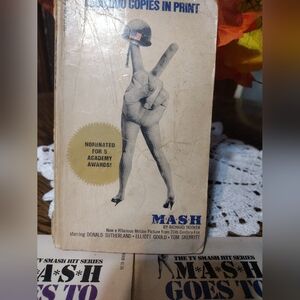 COPIES IN PRINT
NOMINATED
FOR 5
ACADEMY
AWARDS!
MASH
BY RICHARD HOOKER
Now a Hilarious Motion Picture from 20th Century-Fox
starring DONALD SUTHERLAND • ELLIOTT GOULD • TOM SKERRITT
THE TV SMASH HIT SERIES
M*A*S*H
GOES TO
THE TV SMASH HIT SERIES
M*A*S*H
GOES TO